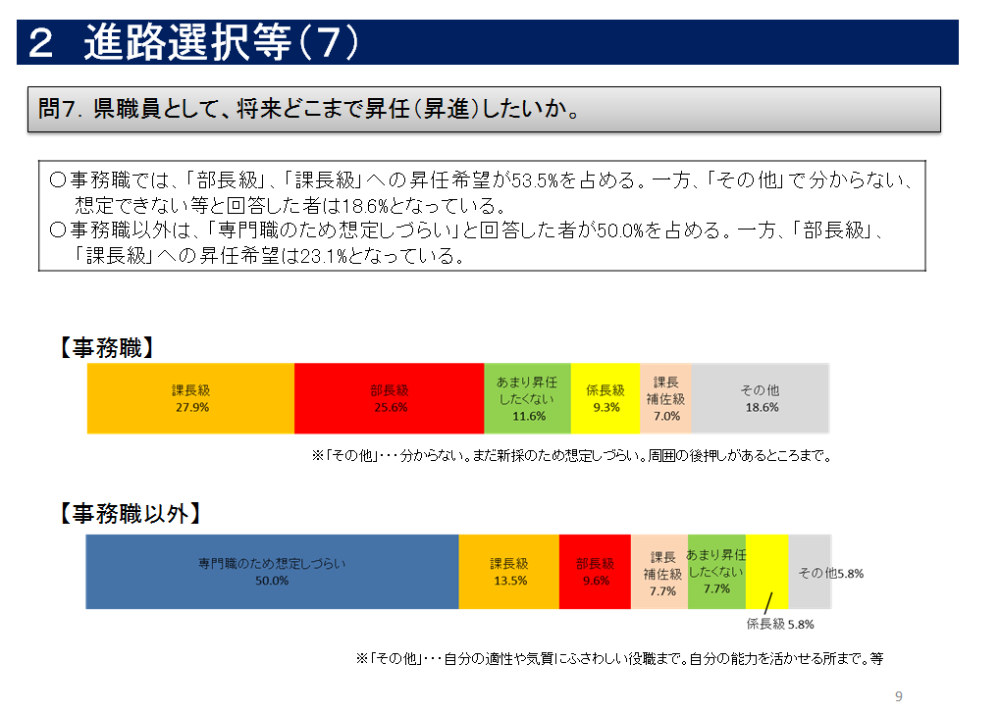 ２　進路選択等（７）
問７．県職員として、将来どこまで昇任（昇進）したいか。
○事務職では、「部長級」、「課長級」への昇任希望が53.5%を占める。一方、「その他」で分からない、
想定できない等と回答した者は18.6%となっている。
○事務職以外は、「専門職のため想定しづらい」と回答した者が50.0%を占める。一方、「部長級」、
「課長級」への昇任希望は23.1%となっている。
【事務職】
課長級
27.9%
部長級
25.6%
あまり昇任
したくない
11.6%
係長級
9.3%
課長
補佐級
7.0%
その他
18.6%
※「その他」・・・分からない。まだ新採のため想定しづらい。周囲の後押しがあるところまで。
【事務職以外】
専門職のため想定しづらい
50.0%
課長級
13.5%
部長級
9.6%
課長
補佐級
7.7%
あまり昇任
したくない
7.7%
その他5.8%
係長級 5.8%
※「その他」・・・自分の適性や気質にふさわしい役職まで。自分の能力を活かせる所まで。等
9